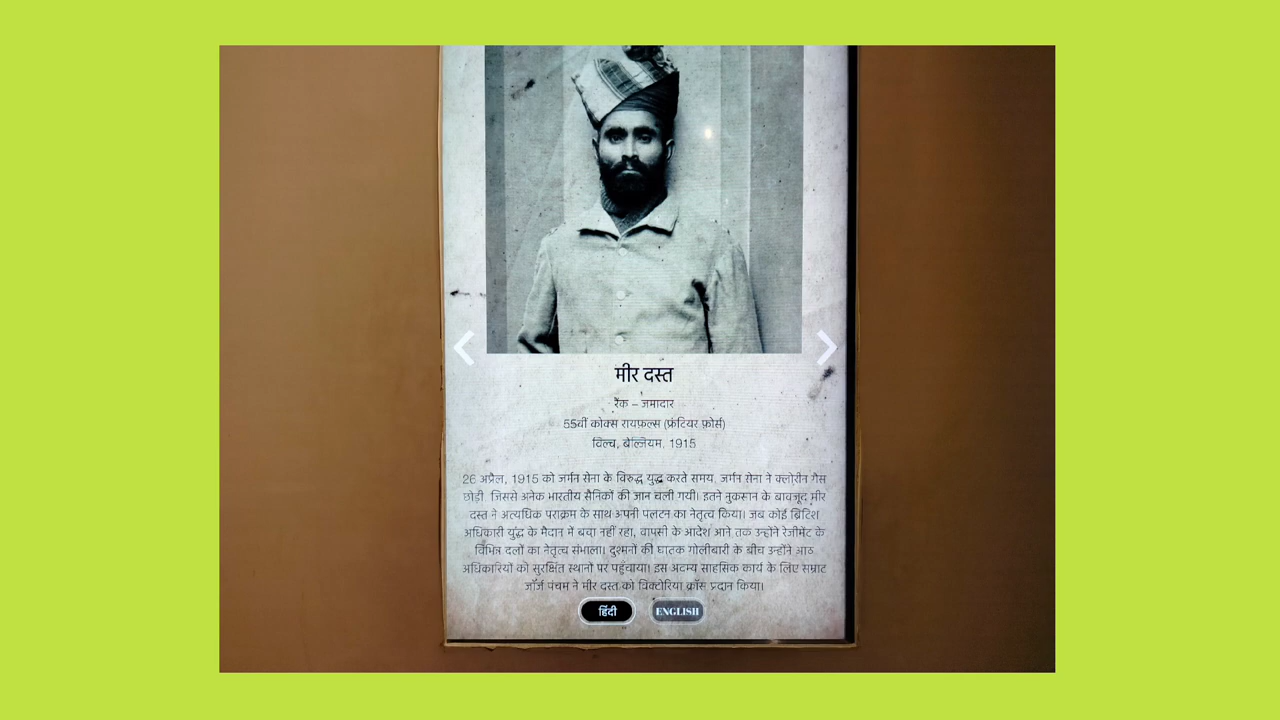 मीर दस्त
रैंक – जमादार
55वीं कोक्स रायफ़ल्स (फ्रंटियर फ़ोर्स)
विल्च, बेल्जियम, 1915
26 अप्रैल, 1915 को जर्मन सेना के विरुद्ध युद्ध करते समय, जर्मन सेना ने क्लोरीन गैस
छोड़ी जिससे अनेक भारतीय सैनिकों की जान चली गयी। इतने नुकसान के बावजूद मीर
दस्त ने अत्यधिक पराक्रम के साथ अपनी पलटन का नेतृत्व किया। जब कोई ब्रिटिश
अधिकारी युद्ध के मैदान में बचा नहीं रहा, वापसी के आदेश आने तक उन्होंने रेजीमेंट के
विभिन्न दलों का नेतृत्व संभाला। दुश्मनों की घातक गोलीबारी के बीच उन्होंने आठ
अधिकारियों को सुरक्षित स्थानों पर पहुँचाया। इस अदम्य साहसिक कार्य के लिए सम्राट
जॉर्ज पंचम ने मीर दस्त को विक्टोरिया क्रॉस प्रदान किया।
हिंदी ENGLISH